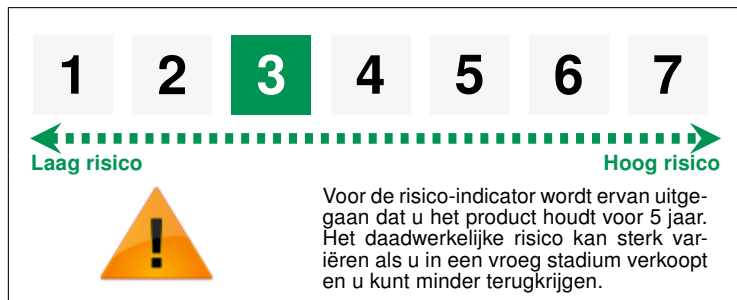 1 2 3 4 5 6 7
Laag risico Hoog risico
!
Voor de risico-indicator wordt ervan uitge-
gaan dat u het product houdt voor 5 jaar.
Het daadwerkelijke risico kan sterk var-
iëren als u in een vroeg stadium verkoopt
en u kunt minder terugkrijgen.